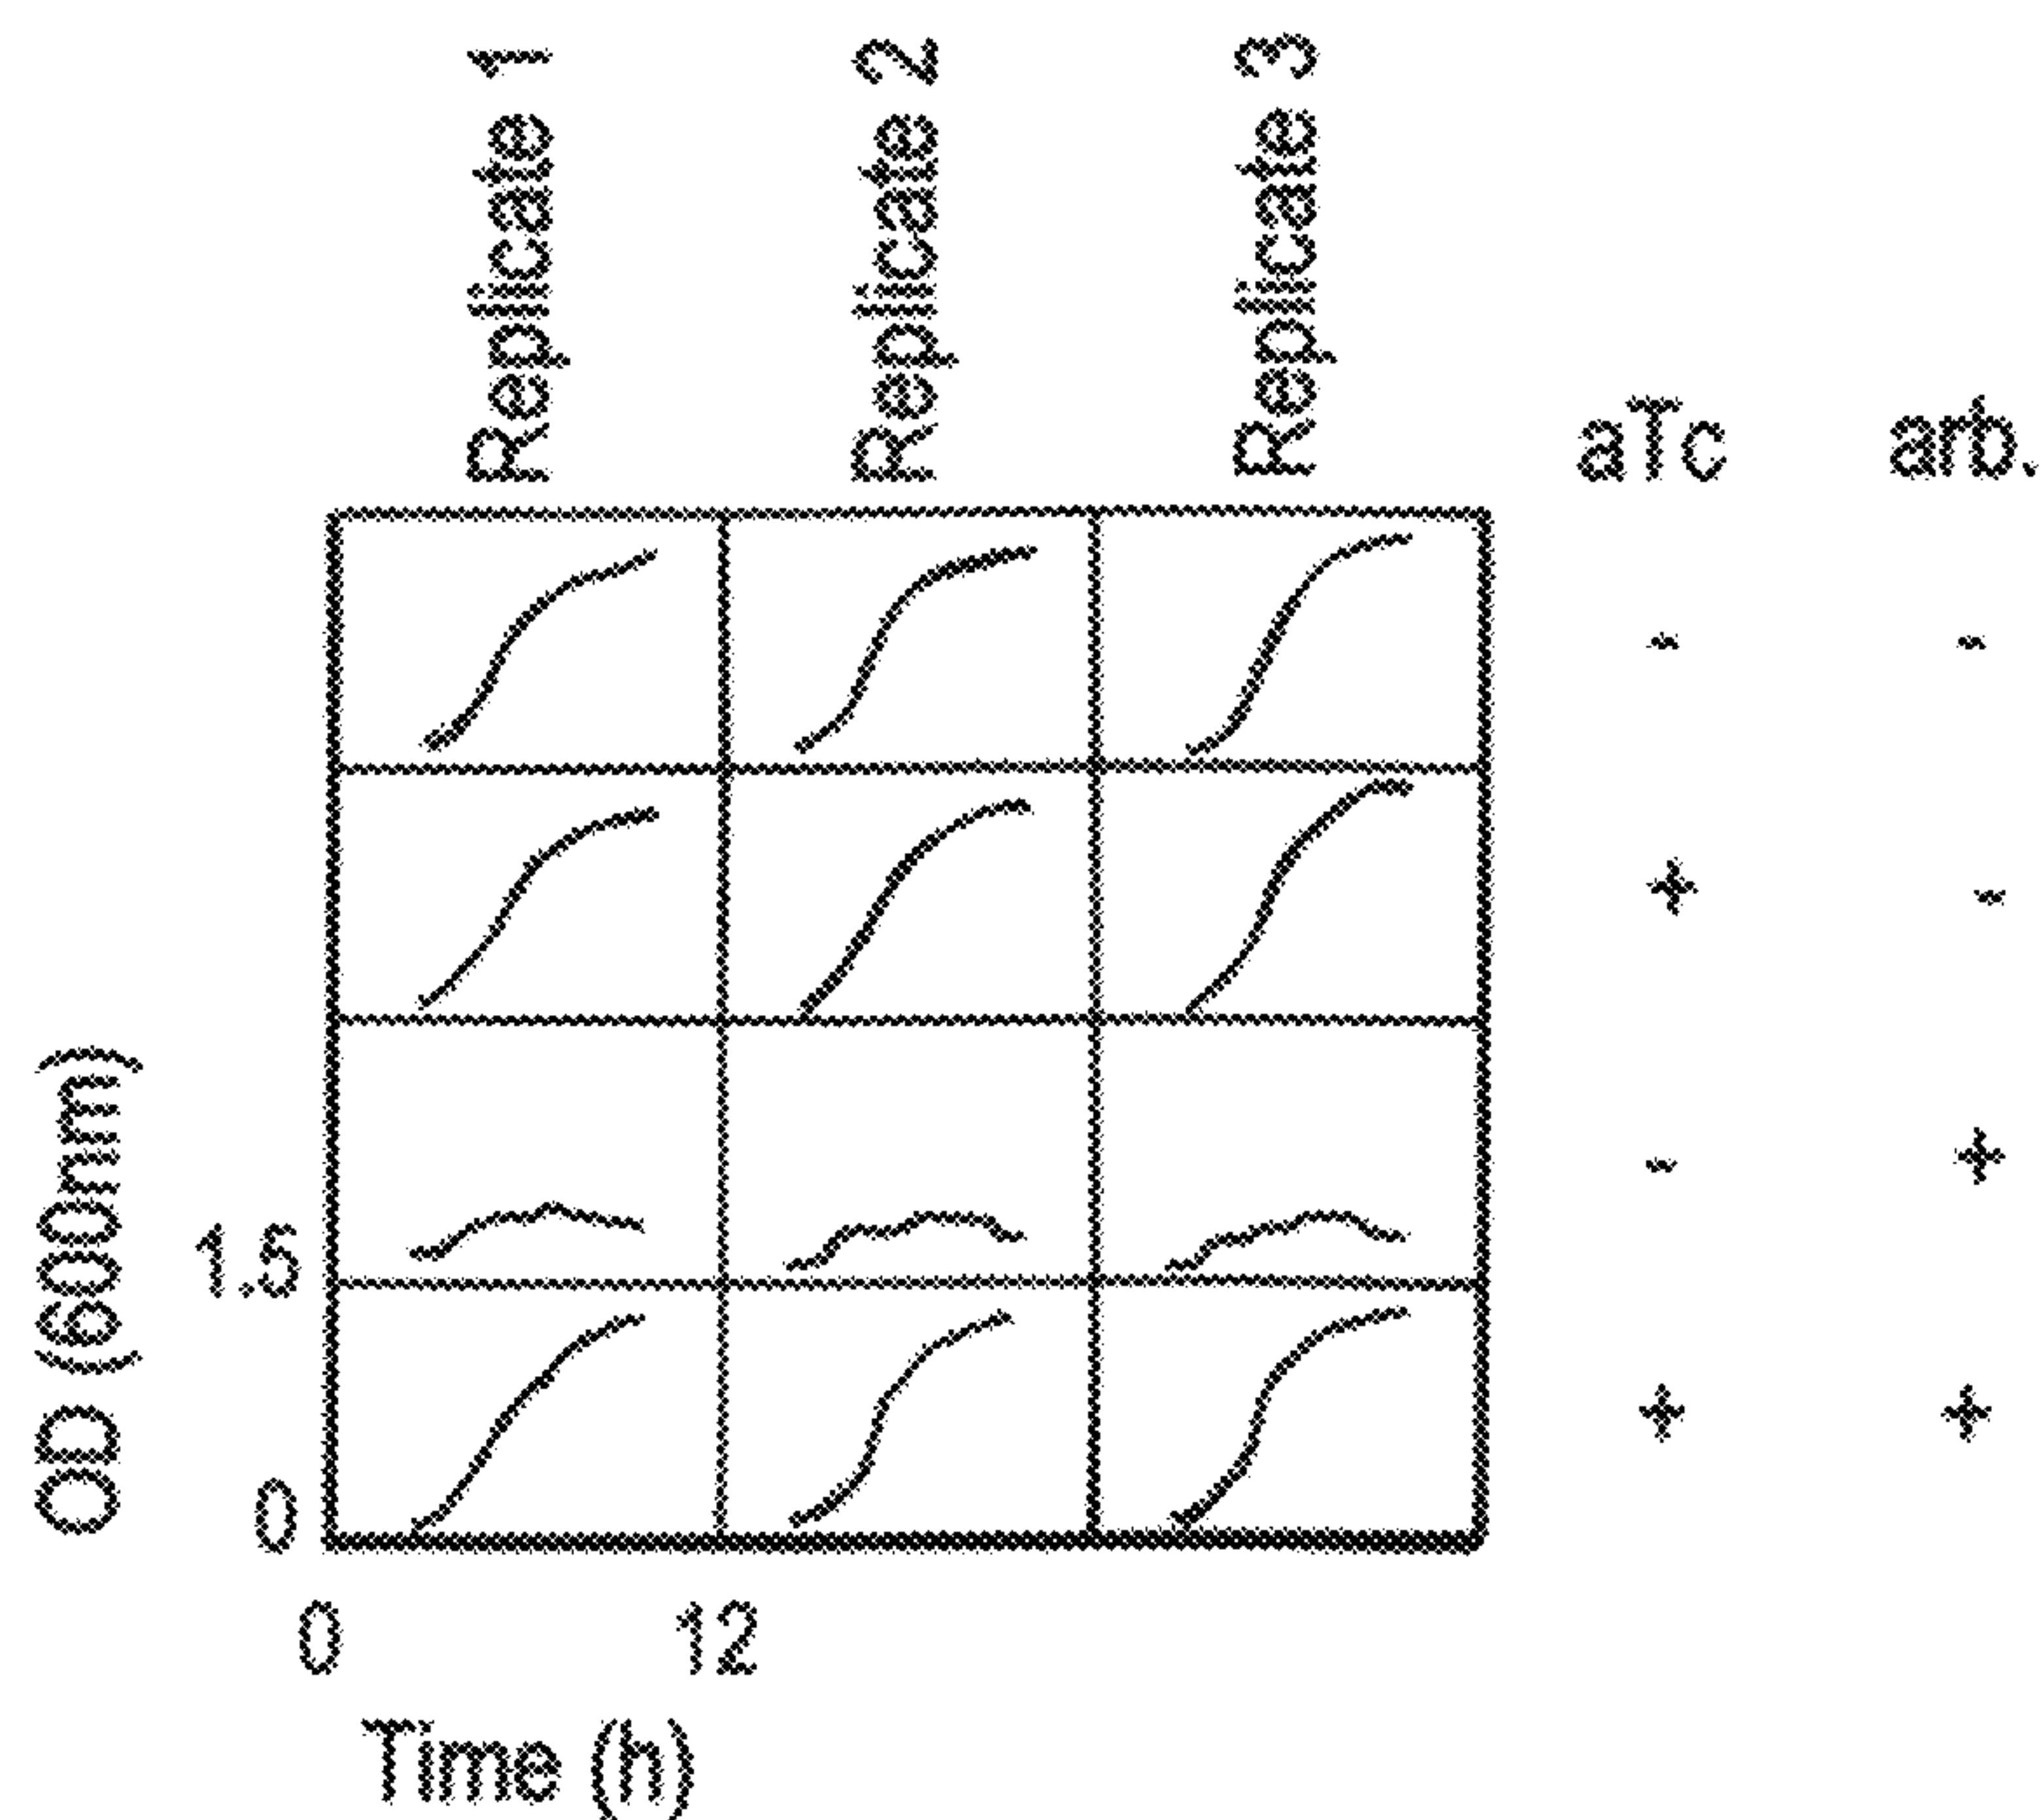 Replicate 1
Replicate 2
Replicate 3
aTc arb.
- -
+ -
- +
+ +
OD (600nm)
1.5
0
0 12
Time (h)